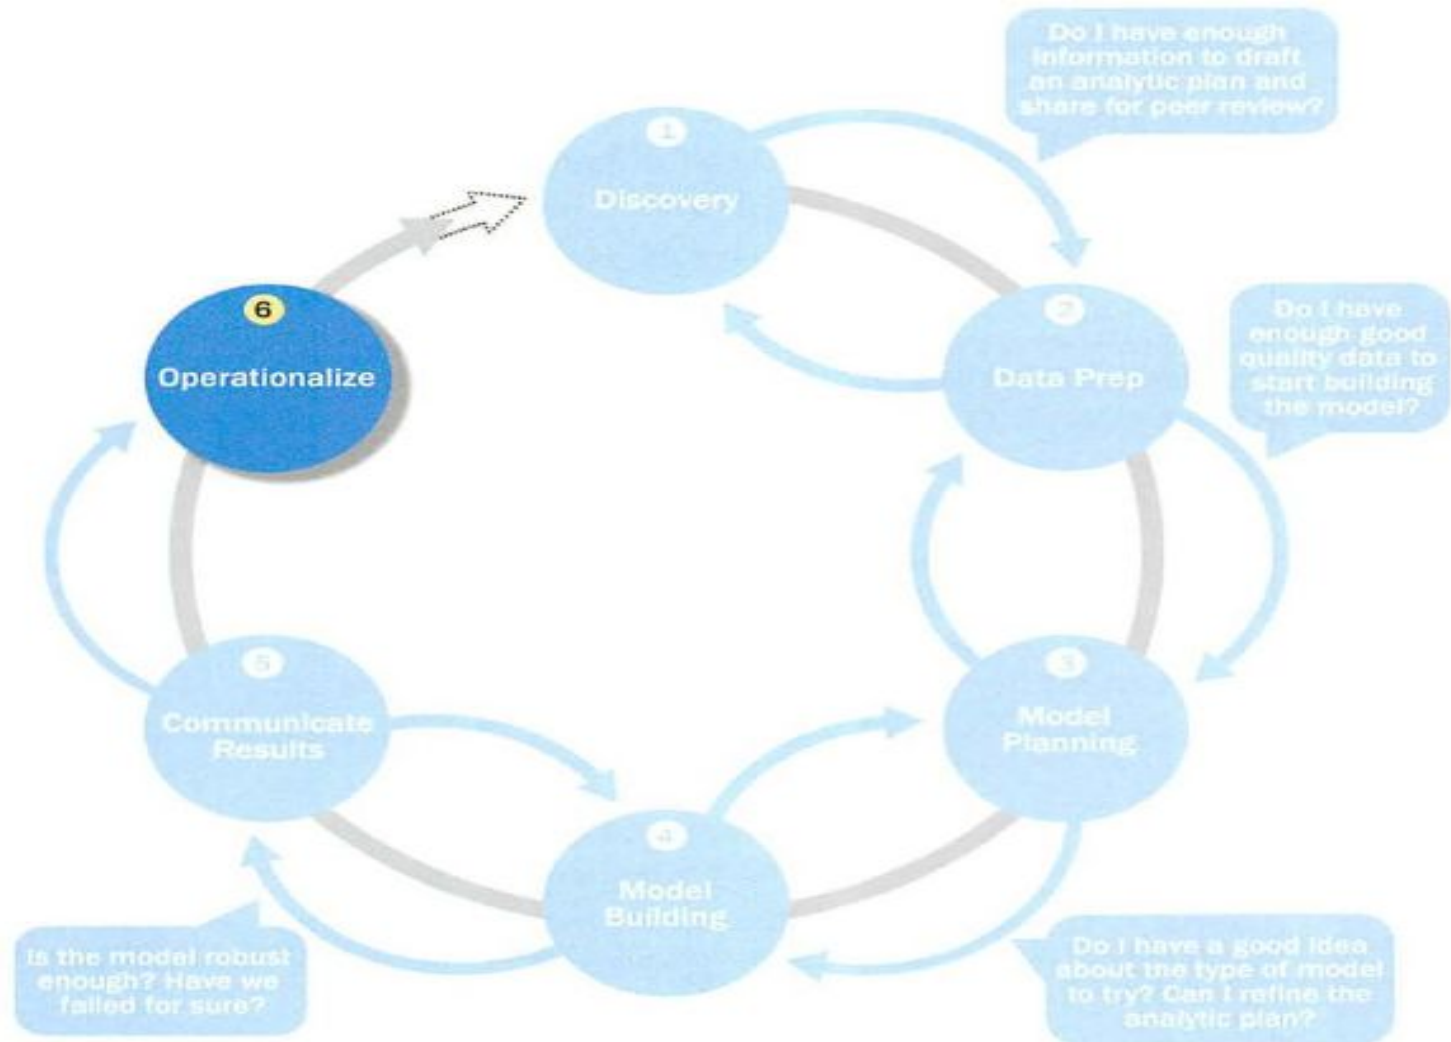 Do I have enough
information to draft
an analytic plan and
share for peer review?
1
Discovery
2
Data Prep
Do I have
enough good
quality data to
start building
the model?
6
Operationalize
3
Model
Planning
5
Communicate
Results
4
Model
Building
Is the model robust
enough? Have we
failed for sure?
Do I have a good idea
about the type of model
to try? Can I refine the
analytic plan?